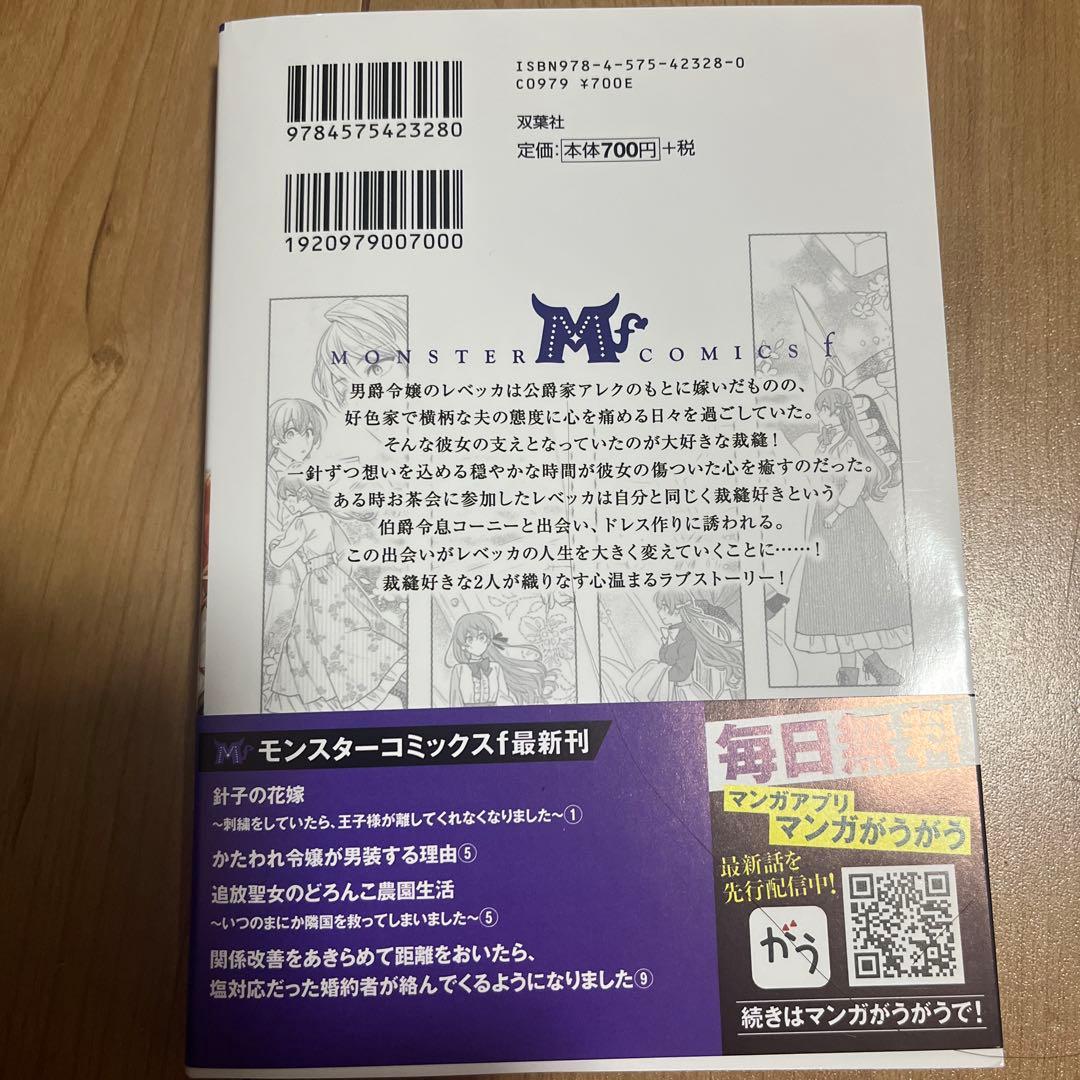 ISBN978-4-575-42328-0
C0979 ¥700E
9784575423280
双葉社
定価:本体700円+税
1920979007000
Mf
MONSTER COMICS f
男爵令嬢のレベッカは公爵家アレクのもとに嫁いだものの、
好色家で横柄な夫の態度に心を痛める日々を過ごしていた。
そんな彼女の支えとなっていたのが大好きな裁縫!
一針ずつ想いを込める穏やかな時間が彼女の傷ついた心を癒すのだった。
ある時お茶会に参加したレベッカは自分と同じく裁縫好きという
伯爵令息コーニーと出会い、ドレス作りに誘われる。
この出会いがレベッカの人生を大きく変えていくことに……!
裁縫好きな2人が織りなす心温まるラブストーリー!
Mf モンスターコミックスf最新刊
針子の花嫁
〜刺繍をしていたら、王子様が離してくれなくなりました〜①
かたわれ令嬢が男装する理由⑤
追放聖女のどろんこ農園生活
〜いつのまにか隣国を救ってしまいました〜⑤
関係改善をあきらめて距離をおいたら、
塩対応だった婚約者が絡んでくるようになりました⑨
毎日無料
マンガアプリ
マンガがうがう
最新話を
先行配信中!
がう
続きはマンガがうがうで!